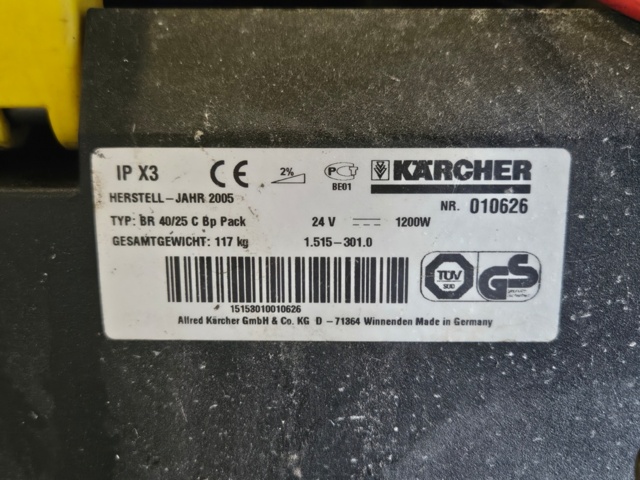 IP X3 CE 2% PCT BE01 KÄRCHER
HERSTELL-JAHR 2005 NR. 010626
TYP: BR 40/25 C Bp Pack 24 V 1200W
GESAMTGEWICHT: 117 kg 1.515-301.0
TÜV GS
15153010010626
Alfred Kärcher GmbH & Co. KG D - 71364 Winnenden Made in Germany